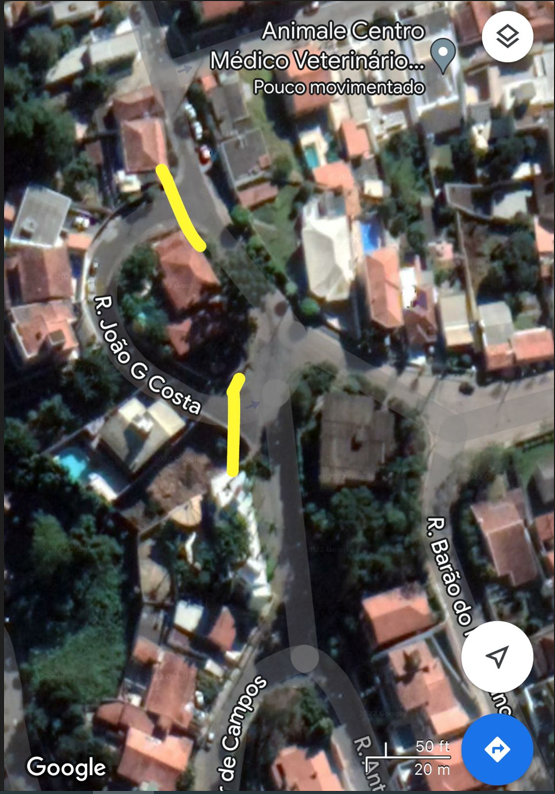 Animale Centro
Médico Veterinário...
Pouco movimentado
R. João G Costa
R. Barão do
r de Campos
R. Ant
50 ft
20 m
Google